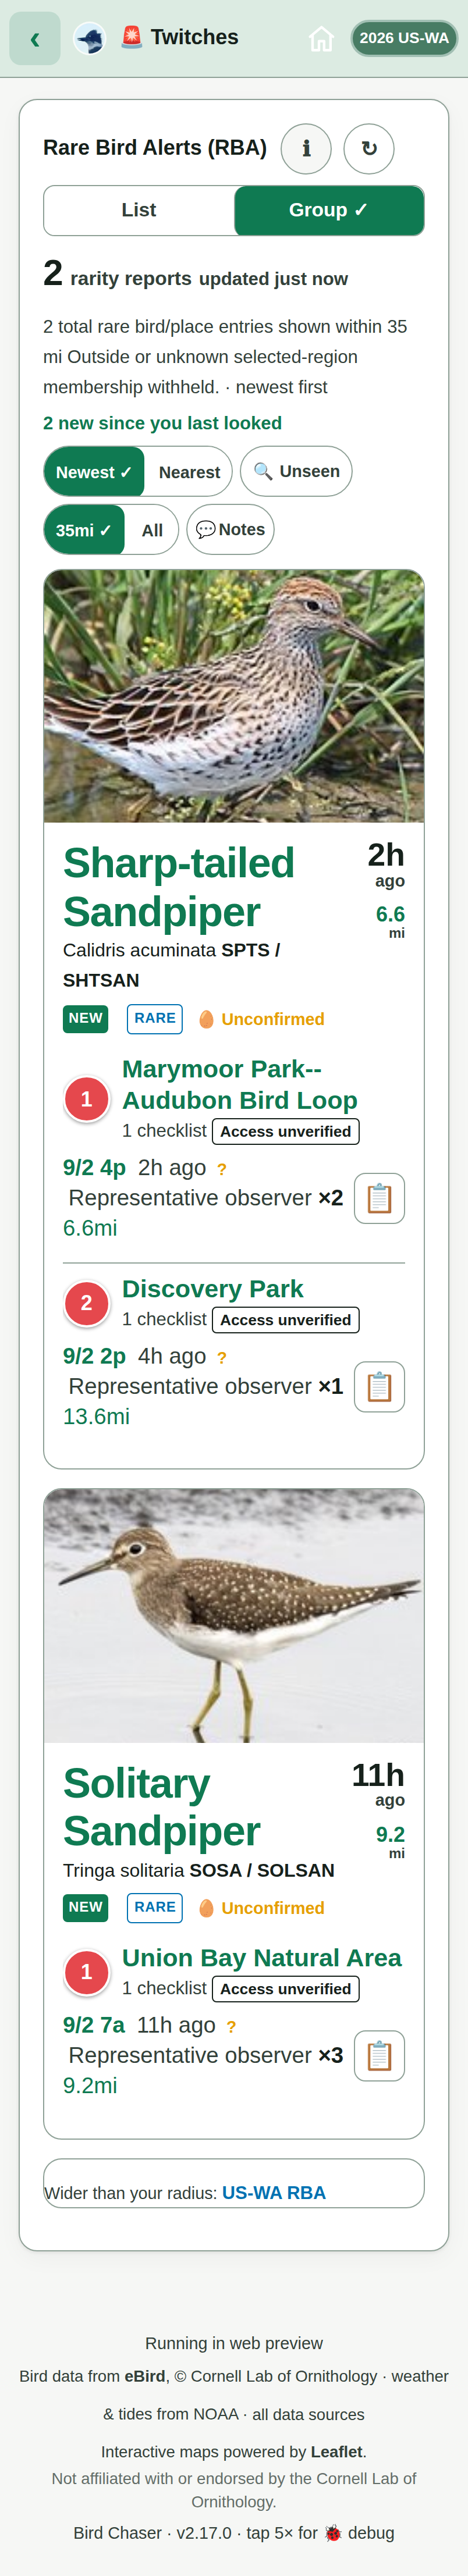 ‹ 🚨 Twitches 2026 US-WA
Rare Bird Alerts (RBA) ℹ ↻
List Group ✓
2 rarity reports updated just now
2 total rare bird/place entries shown within 35
mi Outside or unknown selected-region
membership withheld. · newest first
2 new since you last looked
Newest ✓ Nearest 🔍 Unseen
35mi ✓ All 💬 Notes
Sharp-tailed
Sandpiper
2h
ago
6.6
mi
Calidris acuminata SPTS /
SHTSAN
NEW RARE 🥚 Unconfirmed
1 Marymoor Park--
Audubon Bird Loop
1 checklist Access unverified
9/2 4p 2h ago ?
Representative observer ×2 📋
6.6mi
2 Discovery Park
1 checklist Access unverified
9/2 2p 4h ago ?
Representative observer ×1 📋
13.6mi
Solitary
Sandpiper
11h
ago
9.2
mi
Tringa solitaria SOSA / SOLSAN
NEW RARE 🥚 Unconfirmed
1 Union Bay Natural Area
1 checklist Access unverified
9/2 7a 11h ago ?
Representative observer ×3 📋
9.2mi
Wider than your radius: US-WA RBA
Running in web preview
Bird data from eBird, © Cornell Lab of Ornithology · weather
& tides from NOAA · all data sources
Interactive maps powered by Leaflet.
Not affiliated with or endorsed by the Cornell Lab of
Ornithology.
Bird Chaser · v2.17.0 · tap 5× for 🐞 debug